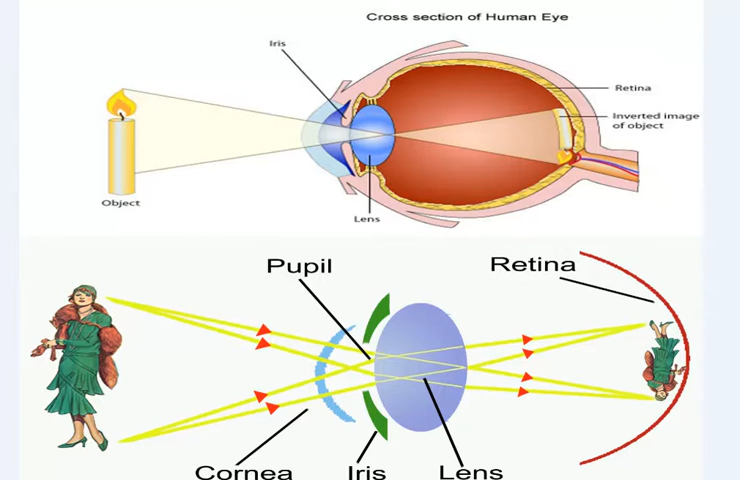 Cross section of Human Eye
Iris
Retina
Inverted image
of object
Object
Lens
Pupil
Retina
Cornea
Iris
Lens